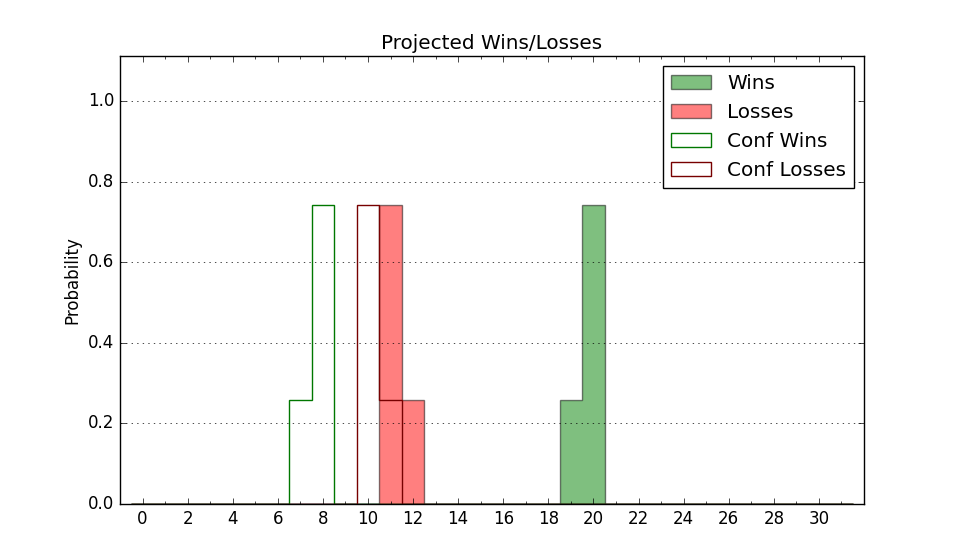 Projected Wins/Losses
Wins
Losses
Conf Wins
Conf Losses
Probability
1.0
0.8
0.6
0.4
0.2
0.0
0 2 4 6 8 10 12 14 16 18 20 22 24 26 28 30